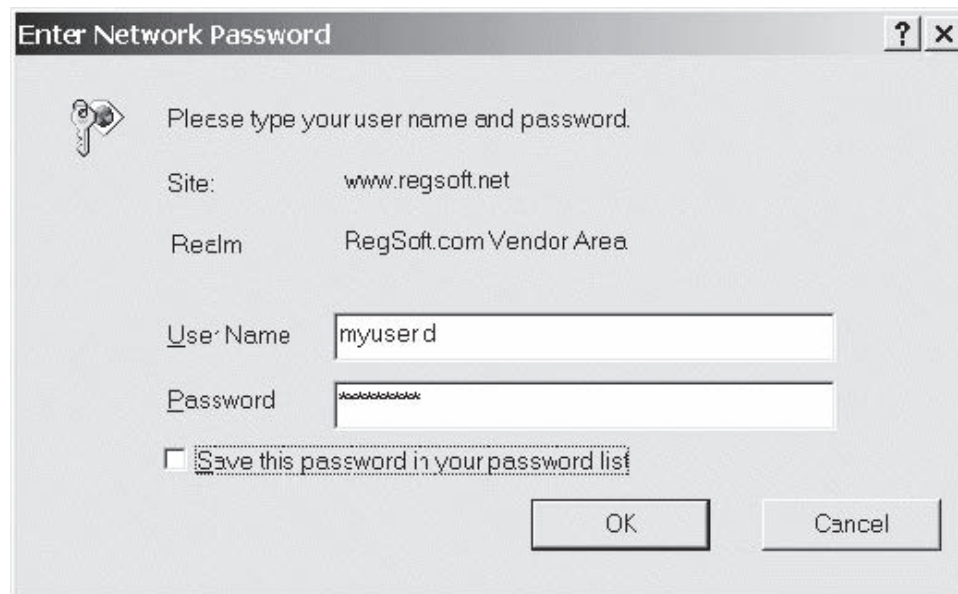 Enter Network Password
Please type your user name and password.
Site: www.regsoft.net
Realm RegSoft.com Vendor Area
User Name myuserd
Password **********
Save this password in your password list
OK Cancel